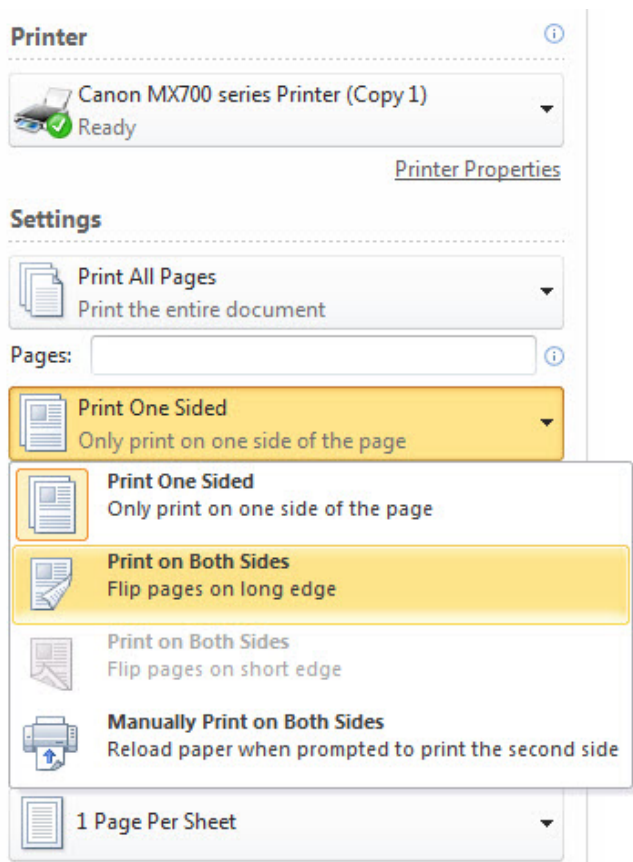 Printer
Canon MX700 series Printer (Copy 1)
Ready
Printer Properties
Settings
Print All Pages
Print the entire document
Pages:
Print One Sided
Only print on one side of the page
Print One Sided
Only print on one side of the page
Print on Both Sides
Flip pages on long edge
Print on Both Sides
Flip pages on short edge
Manually Print on Both Sides
Reload paper when prompted to print the second side
1 Page Per Sheet